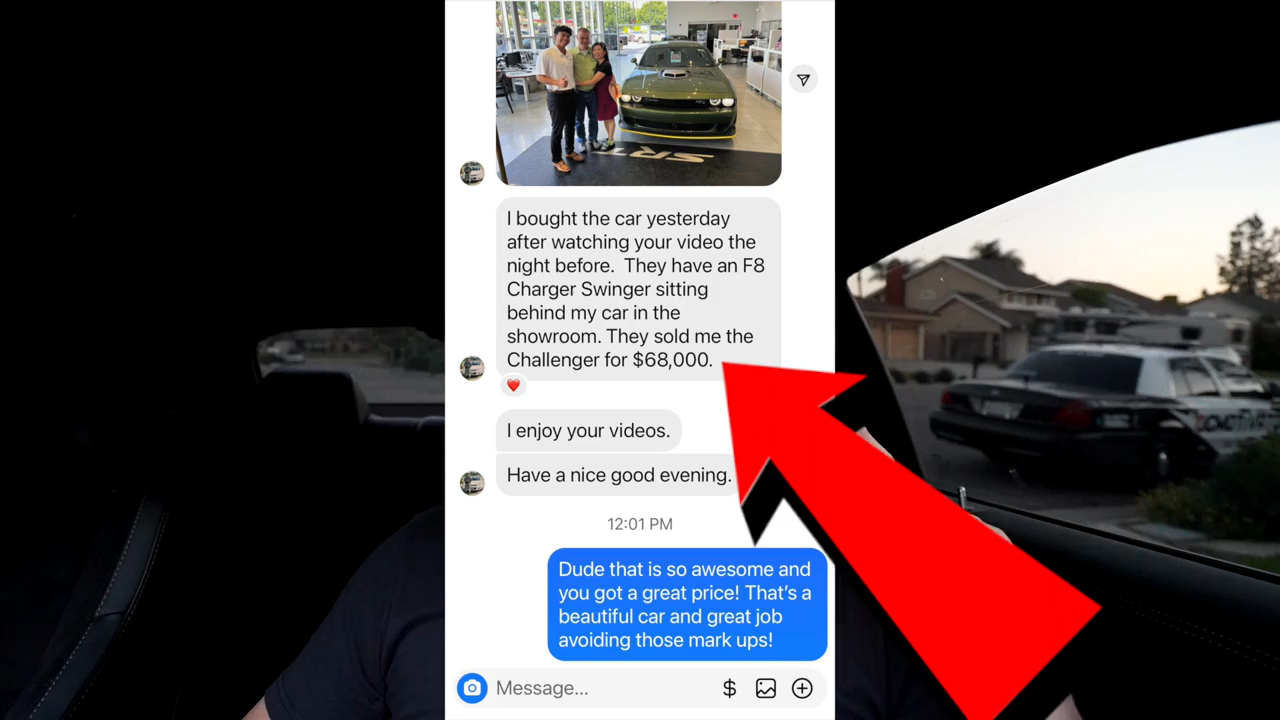 SRT
I bought the car yesterday
after watching your video the
night before.  They have an F8
Charger Swinger sitting
behind my car in the
showroom. They sold me the
Challenger for $68,000.
I enjoy your videos.
Have a nice good evening.
12:01 PM
Dude that is so awesome and
you got a great price! That's a
beautiful car and great job
avoiding those mark ups!
Message...